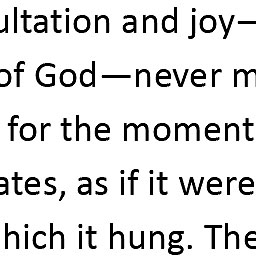 ultation and joy—
of God—never m
for the moment
ates, as if it were
hich it hung. The